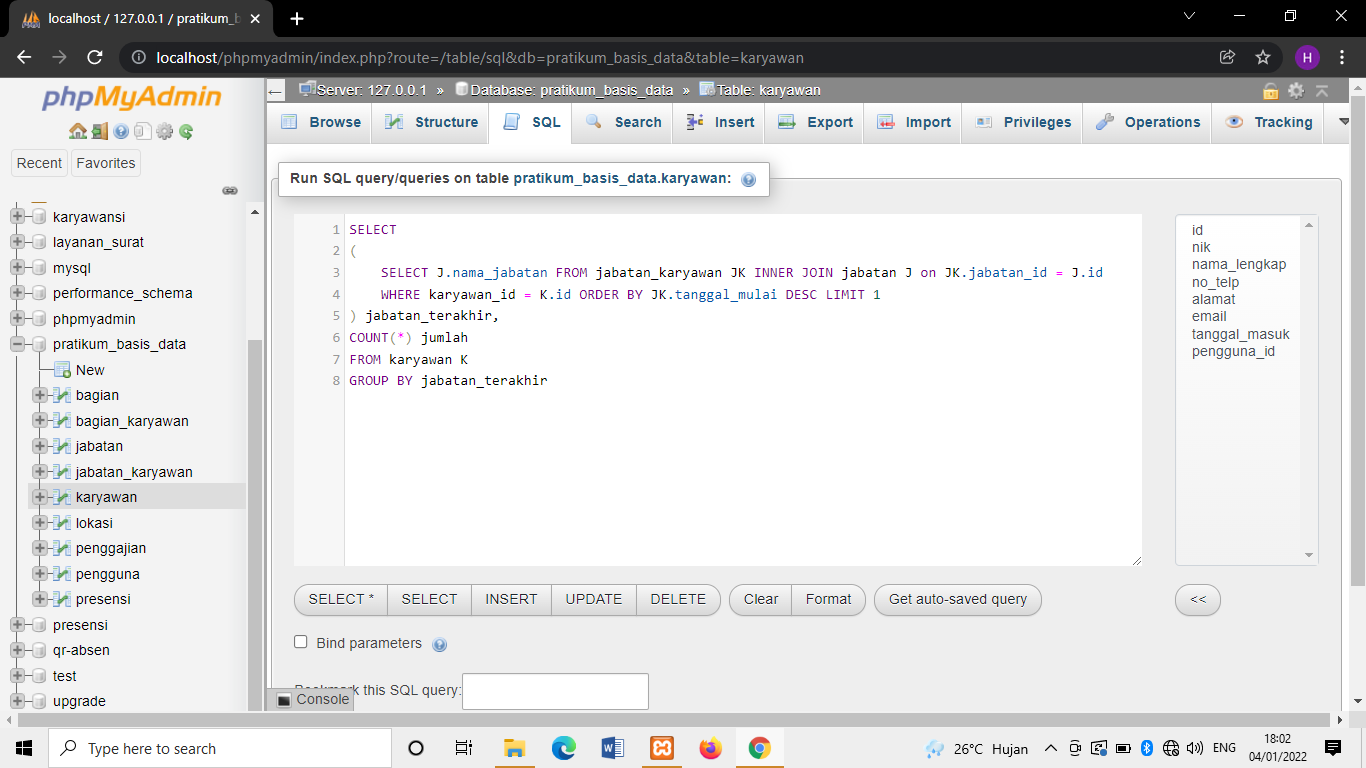 localhost / 127.0.0.1 / pratikum_b
localhost/phpmyadmin/index.php?route=/table/sql&db=pratikum_basis_data&table=karyawan
H
phpMyAdmin
Recent
Favorites
karyawansi
layanan_surat
mysql
performance_schema
phpmyadmin
pratikum_basis_data
New
bagian
bagian_karyawan
jabatan
jabatan_karyawan
karyawan
lokasi
penggajian
pengguna
presensi
presensi
qr-absen
test
upgrade
Server: 127.0.0.1 » Database: pratikum_basis_data » Table: karyawan
Browse
Structure
SQL
Search
Insert
Export
Import
Privileges
Operations
Tracking
Run SQL query/queries on table pratikum_basis_data.karyawan:
1 SELECT
2 (
3 SELECT J.nama_jabatan FROM jabatan_karyawan JK INNER JOIN jabatan J on JK.jabatan_id = J.id
4 WHERE karyawan_id = K.id ORDER BY JK.tanggal_mulai DESC LIMIT 1
5 ) jabatan_terakhir,
6 COUNT(*) jumlah
7 FROM karyawan K
8 GROUP BY jabatan_terakhir
id
nik
nama_lengkap
no_telp
alamat
email
tanggal_masuk
pengguna_id
SELECT *
SELECT
INSERT
UPDATE
DELETE
Clear
Format
Get auto-saved query
<<
Bind parameters
Bookmark this SQL query:
Console
Type here to search
26°C Hujan
ENG
18:02
04/01/2022